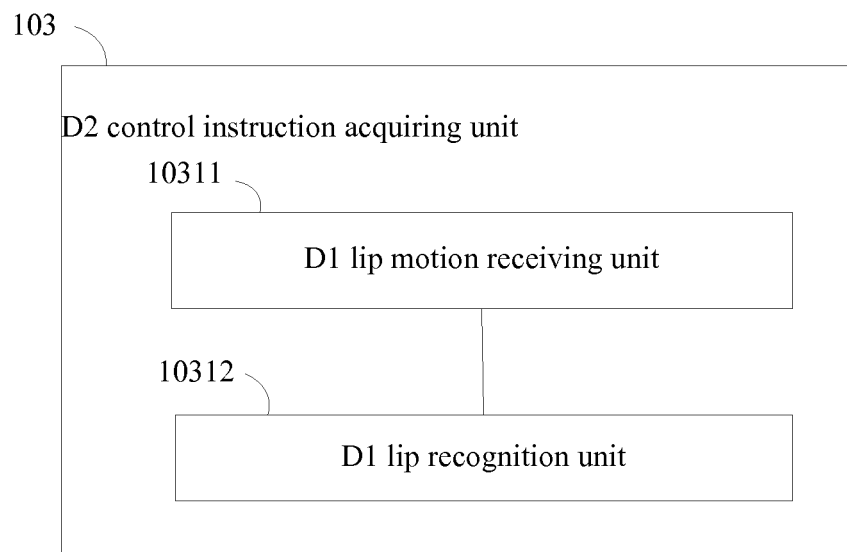 103
D2 control instruction acquiring unit
10311
D1 lip motion receiving unit
10312
D1 lip recognition unit